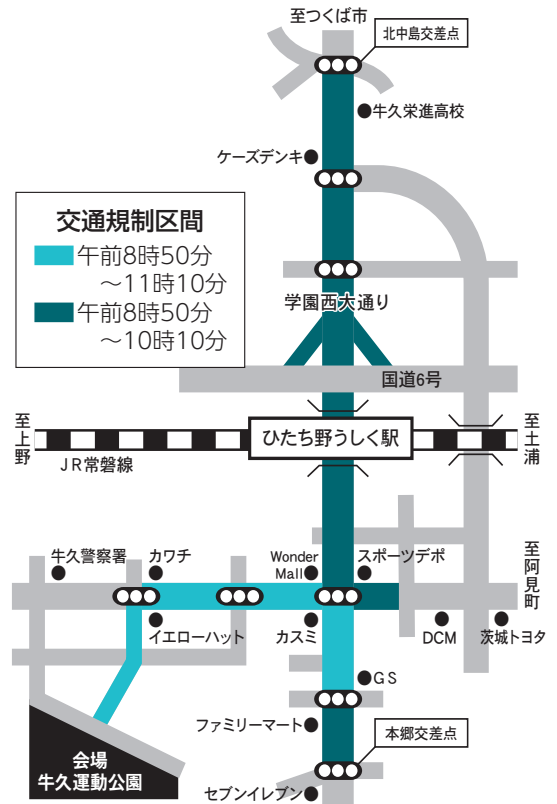 至つくば市
北中島交差点
牛久栄進高校
ケーズデンキ
交通規制区間
午前8時50分
～11時10分
午前8時50分
～10時10分
学園西大通り
国道6号
至上野
ひたち野うしく駅
至土浦
JR常磐線
牛久警察署
カワチ
Wonder
Mall
スポーツデポ
至阿見町
イエローハット
カスミ
DCM
茨城トヨタ
GS
ファミリーマート
本郷交差点
会場
牛久運動公園
セブンイレブン